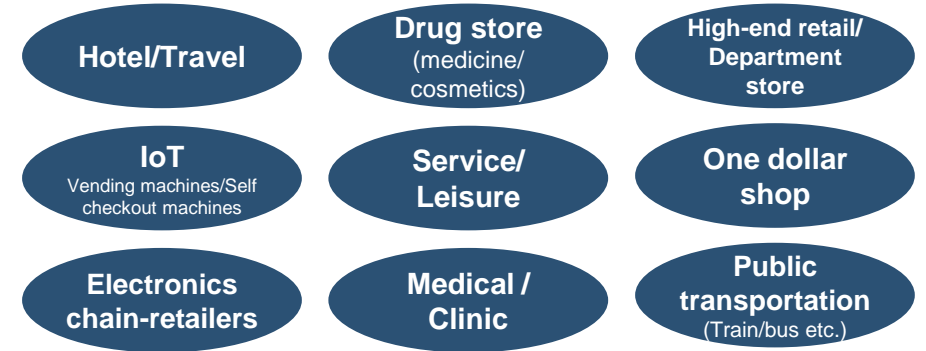 Hotel/Travel
Drug store
(medicine/
cosmetics)
High-end retail/
Department
store
IoT
Vending machines/Self
checkout machines
Service/
Leisure
One dollar
shop
Electronics
chain-retailers
Medical /
Clinic
Public
transportation
(Train/bus etc.)